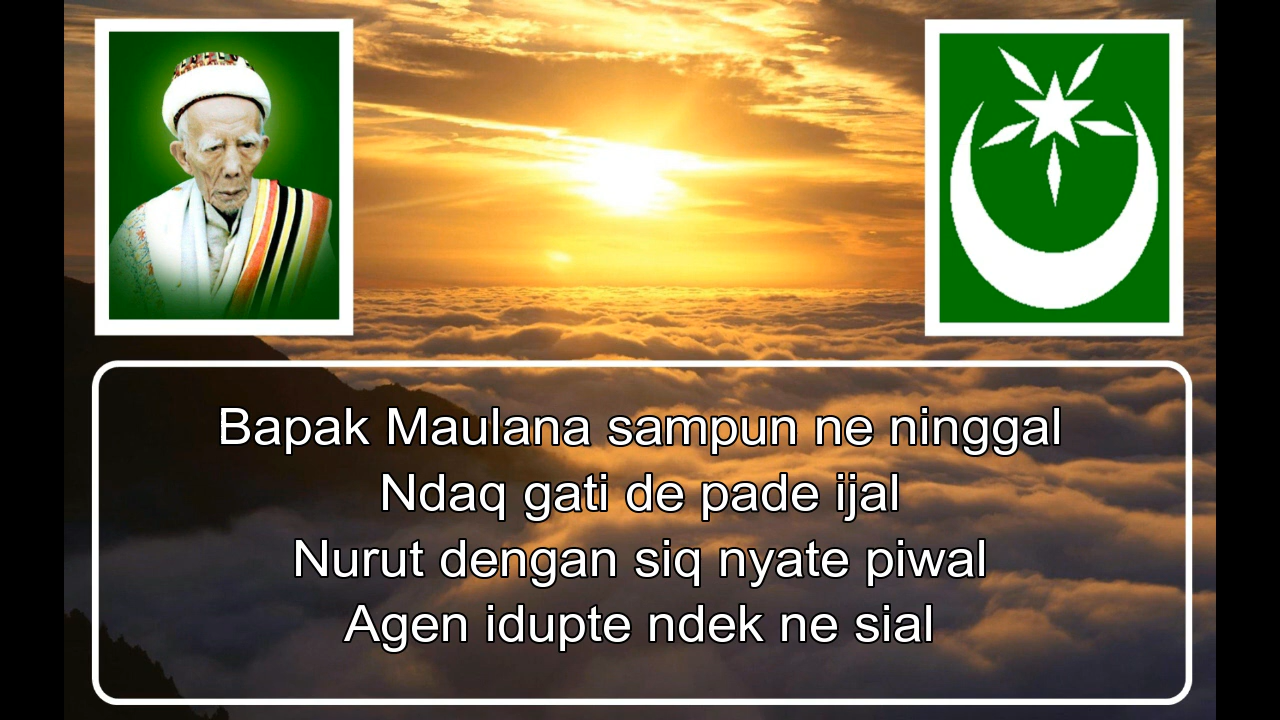 Bapak Maulana sampun ne ninggal
Ndaq gati de pade ijal
Nurut dengan siq nyate piwal
Agen idupte ndek ne sial